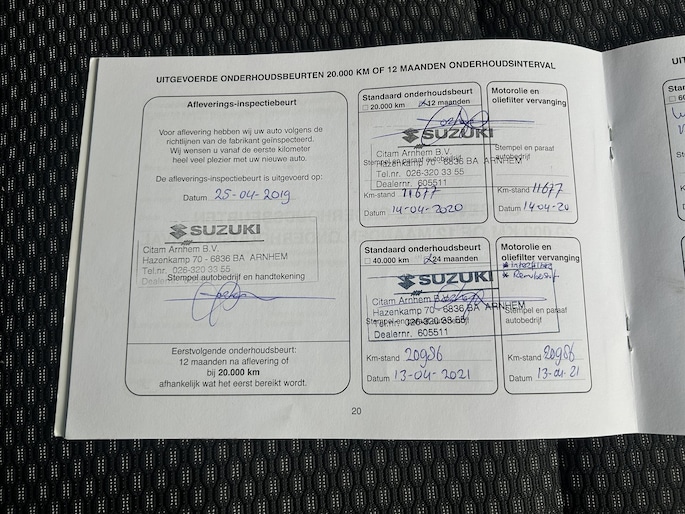 UITGEVOERDE ONDERHOUDSBEURTEN 20.000 KM OF 12 MAANDEN ONDERHOUDSINTERVAL
Afleverings-inspectiebeurt
Voor aflevering hebben wij uw auto volgens de
richtlijnen van de fabrikant geïnspecteerd.
Wij wensen u vanaf de eerste kilometer
heel veel plezier met uw nieuwe auto.
De afleverings-inspectiebeurt is uitgevoerd op:
Datum 25-04-2019
SUZUKI
Citam Arnhem B.V.
Hazenkamp 70 - 6836 BA ARNHEM
Tel.nr. 026-320 33 55
Stempel autobedrijf en handtekening
Eerstvolgende onderhoudsbeurt:
12 maanden na aflevering of
bij 20.000 km
afhankelijk wat het eerst bereikt wordt.
Standaard onderhoudsbeurt
20.000 km 12 maanden
SUZUKI
Citam Arnhem B.V.
Stempel en paraaf autobedrijf
Hazenkamp 70 - 6836 BA ARNHEM
Tel.nr. 026-320 33 55
Dealernr. 605511
Km-stand 11677
Datum 14-04-2020
Motorolie en
oliefilter vervanging
Stempel en paraaf
autobedrijf
Km-stand 11677
Datum 14-04-20
Standaard onderhoudsbeurt
40.000 km 24 maanden
SUZUKI
Citam Arnhem B.V.
Hazenkamp 70 - 6836 BA ARNHEM
026-320 33 55
Dealernr. 605511
Km-stand 20986
Datum 13-04-2021
Motorolie en
oliefilter vervanging
Stempel en paraaf
autobedrijf
Km-stand 20986
Datum 13-04-21
20